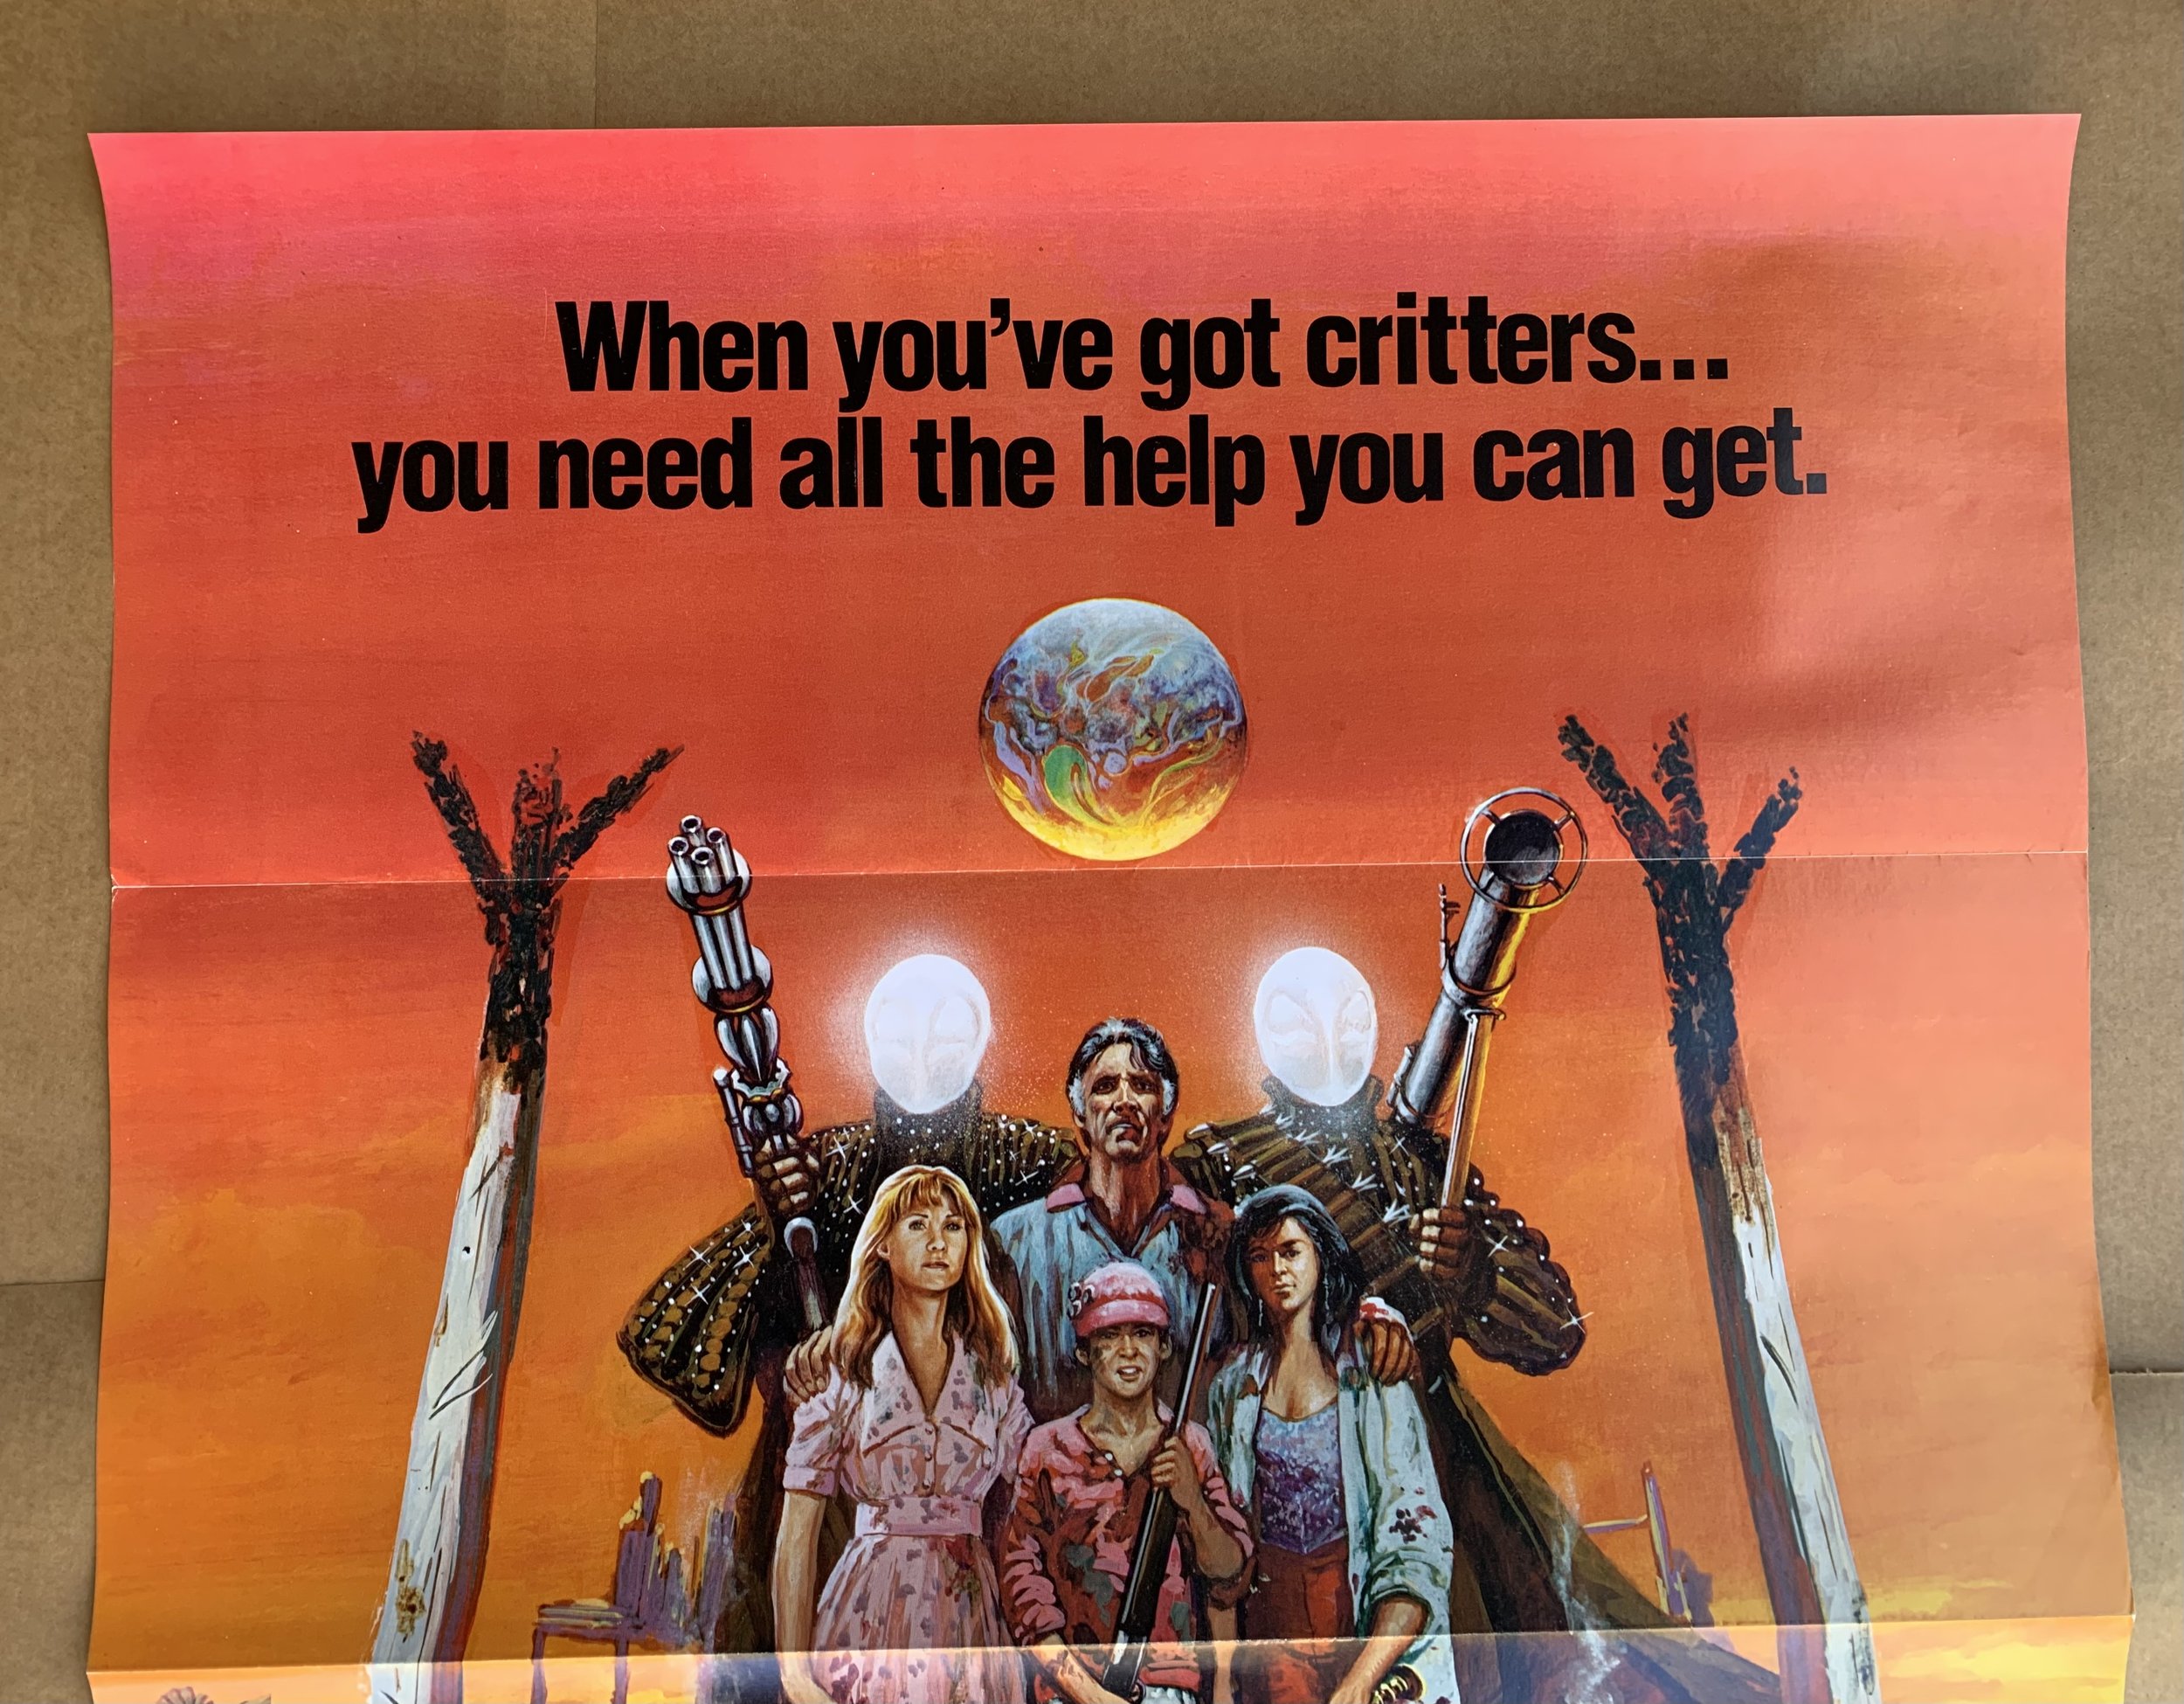 When you've got critters...
you need all the help you can get.